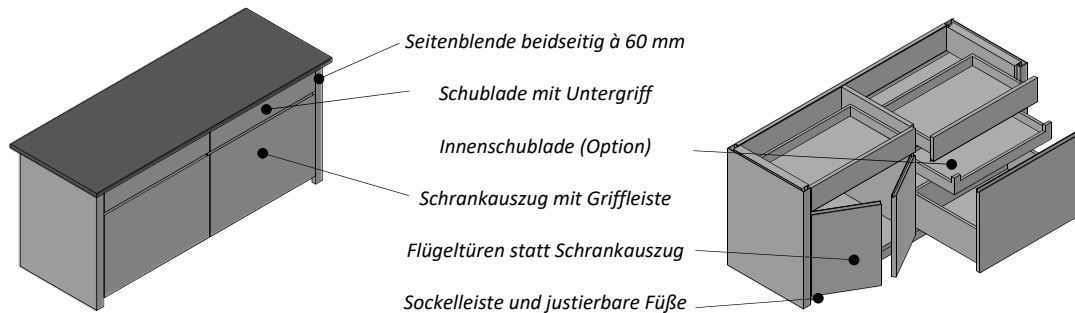 Seitenblende beidseitig à 60 mm
Schublade mit Untergriff
Innenschublade (Option)
Schrankauszug mit Griffleiste
Flügeltüren statt Schrankauszug
Sockelleiste und justierbare Füße